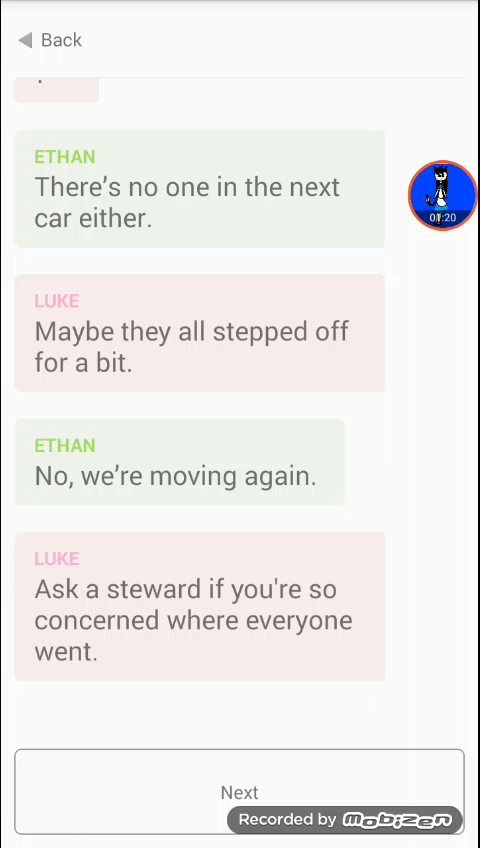 Back
ETHAN
There's no one in the next
car either.
01:20
LUKE
Maybe they all stepped off
for a bit.
ETHAN
No, we're moving again.
LUKE
Ask a steward if you're so
concerned where everyone
went.
Next
Recorded by Mobizen